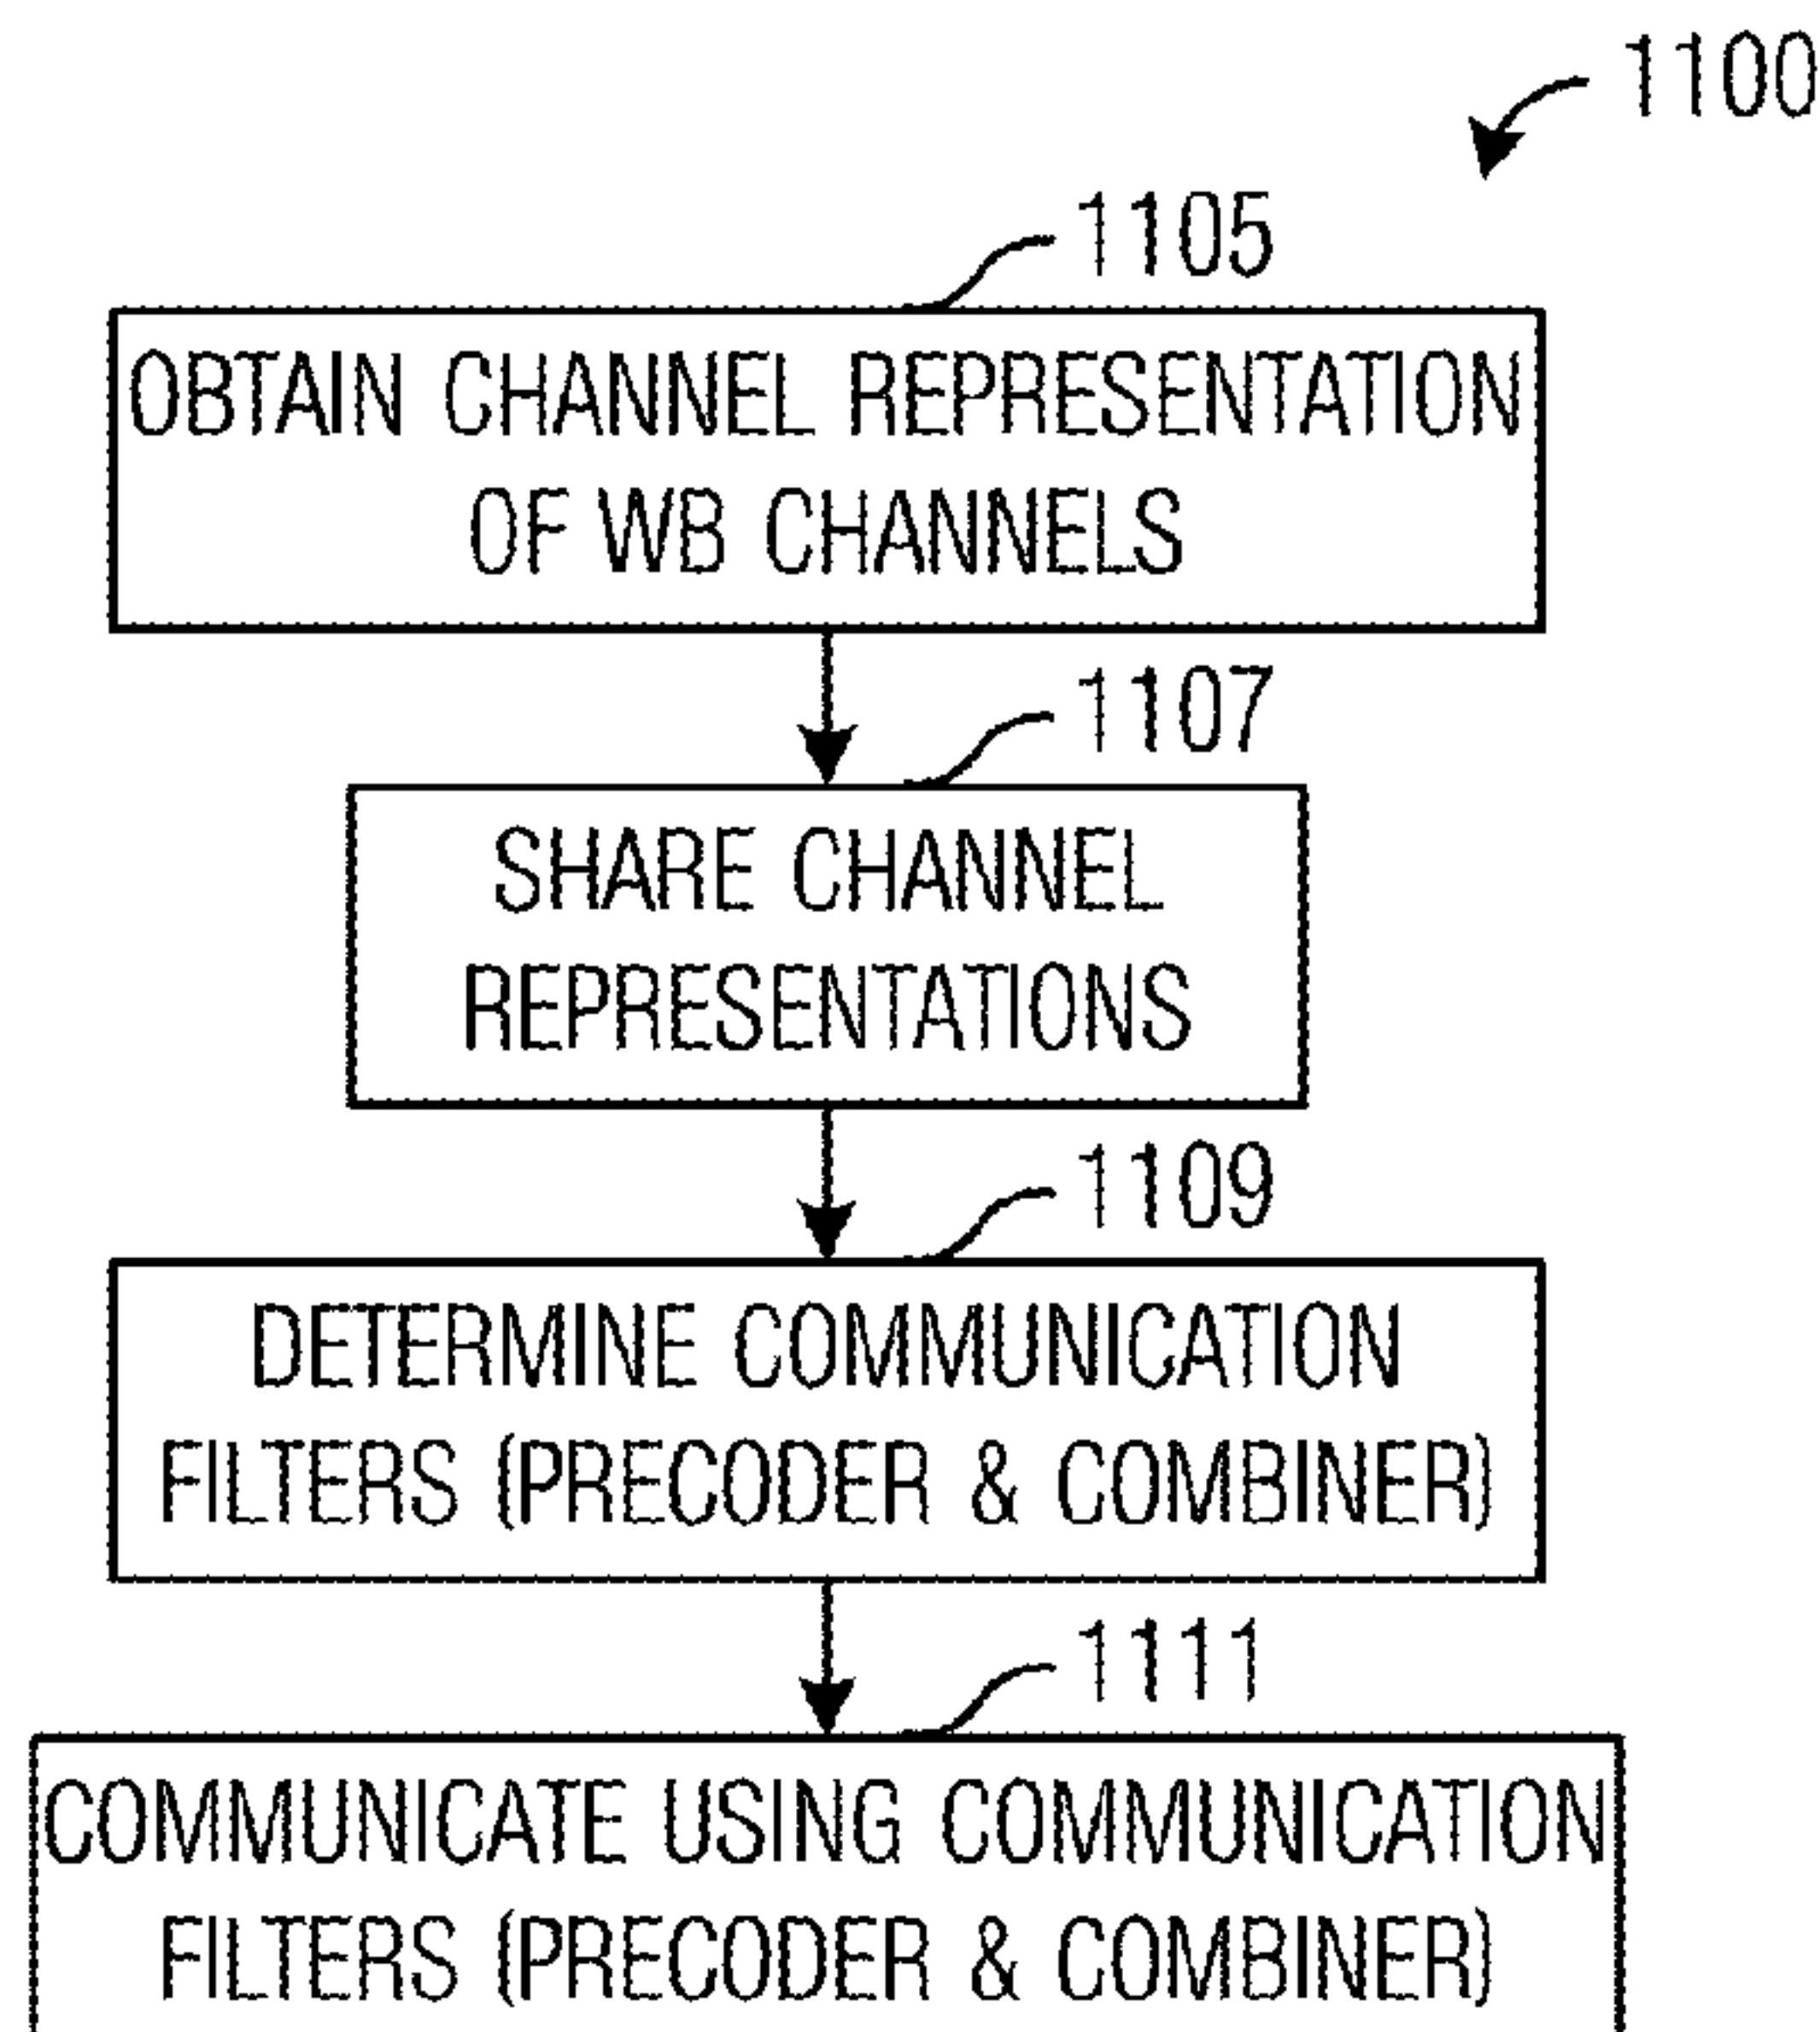 1100
1105
OBTAIN CHANNEL REPRESENTATION
OF WB CHANNELS
1107
SHARE CHANNEL
REPRESENTATIONS
1109
DETERMINE COMMUNICATION
FILTERS (PRECODER & COMBINER)
1111
COMMUNICATE USING COMMUNICATION
FILTERS (PRECODER & COMBINER)